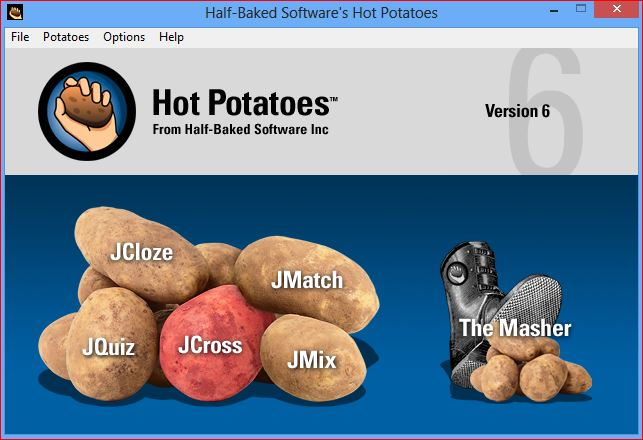 Half-Baked Software's Hot Potatoes
File Potatoes Options Help
Hot Potatoes™
From Half-Baked Software Inc
Version 6
6
JCloze
JMatch
JQuiz
JCross
JMix
The Masher